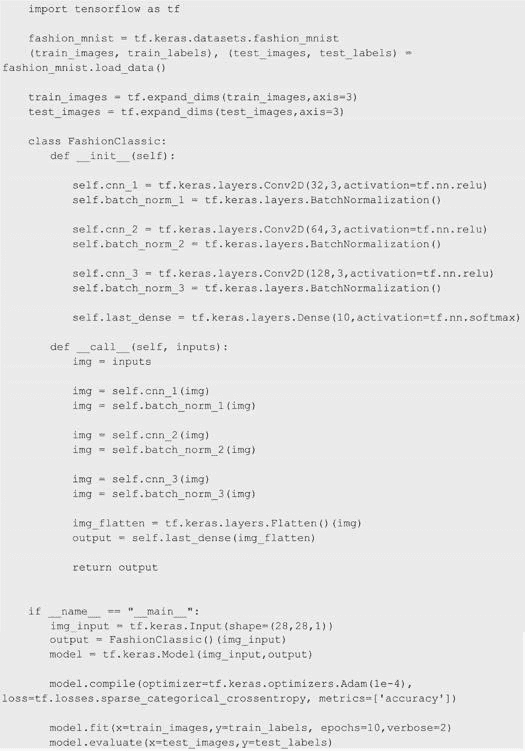 import tensorflow as tf
fashion_mnist = tf.keras.datasets.fashion_mnist
(train_images, train_labels), (test_images, test_labels) =
fashion_mnist.load_data()
train_images = tf.expand_dims(train_images,axis=3)
test_images = tf.expand_dims(test_images,axis=3)
class FashionClassic:
def __init__(self):
self.cnn_1 = tf.keras.layers.Conv2D(32,3,activation=tf.nn.relu)
self.batch_norm_1 = tf.keras.layers.BatchNormalization()
self.cnn_2 = tf.keras.layers.Conv2D(64,3,activation=tf.nn.relu)
self.batch_norm_2 = tf.keras.layers.BatchNormalization()
self.cnn_3 = tf.keras.layers.Conv2D(128,3,activation=tf.nn.relu)
self.batch_norm_3 = tf.keras.layers.BatchNormalization()
self.last_dense = tf.keras.layers.Dense(10,activation=tf.nn.softmax)
def __call__(self, inputs):
img = inputs
img = self.cnn_1(img)
img = self.batch_norm_1(img)
img = self.cnn_2(img)
img = self.batch_norm_2(img)
img = self.cnn_3(img)
img = self.batch_norm_3(img)
img_flatten = tf.keras.layers.Flatten()(img)
output = self.last_dense(img_flatten)
return output
if __name__ == "__main__":
img_input = tf.keras.Input(shape=(28,28,1))
output = FashionClassic()(img_input)
model = tf.keras.Model(img_input,output)
model.compile(optimizer=tf.keras.optimizers.Adam(1e-4),
loss=tf.losses.sparse_categorical_crossentropy, metrics=['accuracy'])
model.fit(x=train_images,y=train_labels, epochs=10,verbose=2)
model.evaluate(x=test_images,y=test_labels)